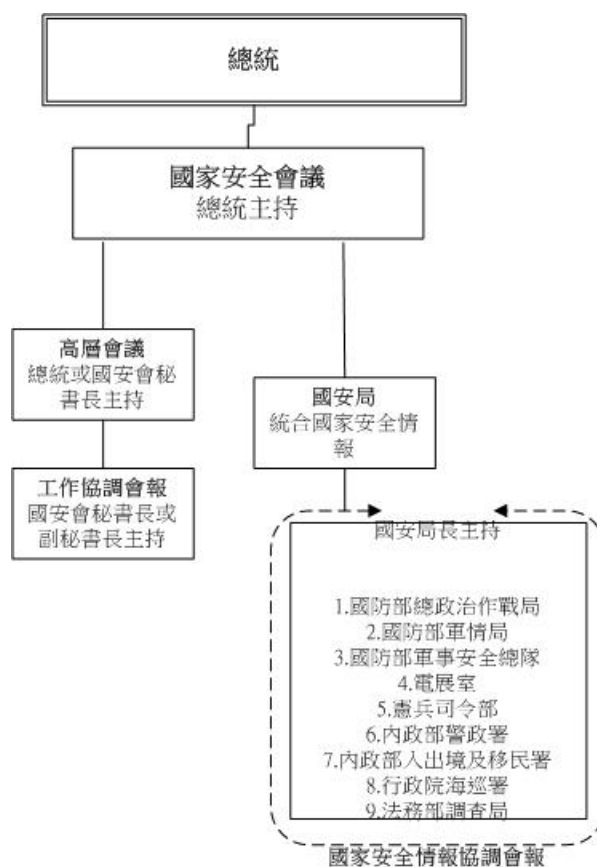 總統
國家安全會議
總統主持
高層會議
總統或國安會秘
書長主持
工作協調會報
國安會秘書長或
副秘書長主持
國安局
統合國家安全情
報
國安局長主持
1.國防部總政治作戰局
2.國防部軍情局
3.國防部軍事安全總隊
4.電展室
5.憲兵司令部
6.內政部警政署
7.內政部入出境及移民署
8.行政院海巡署
9.法務部調查局
國家安全情報協調會報